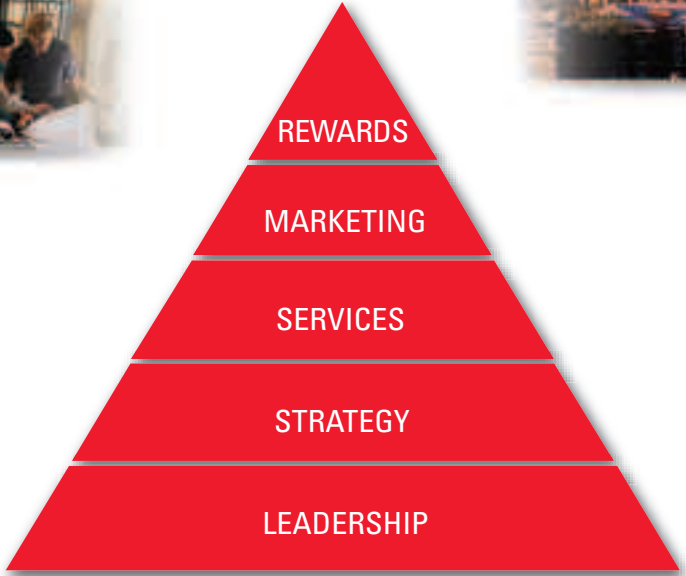 REWARDS
MARKETING
SERVICES
STRATEGY
LEADERSHIP